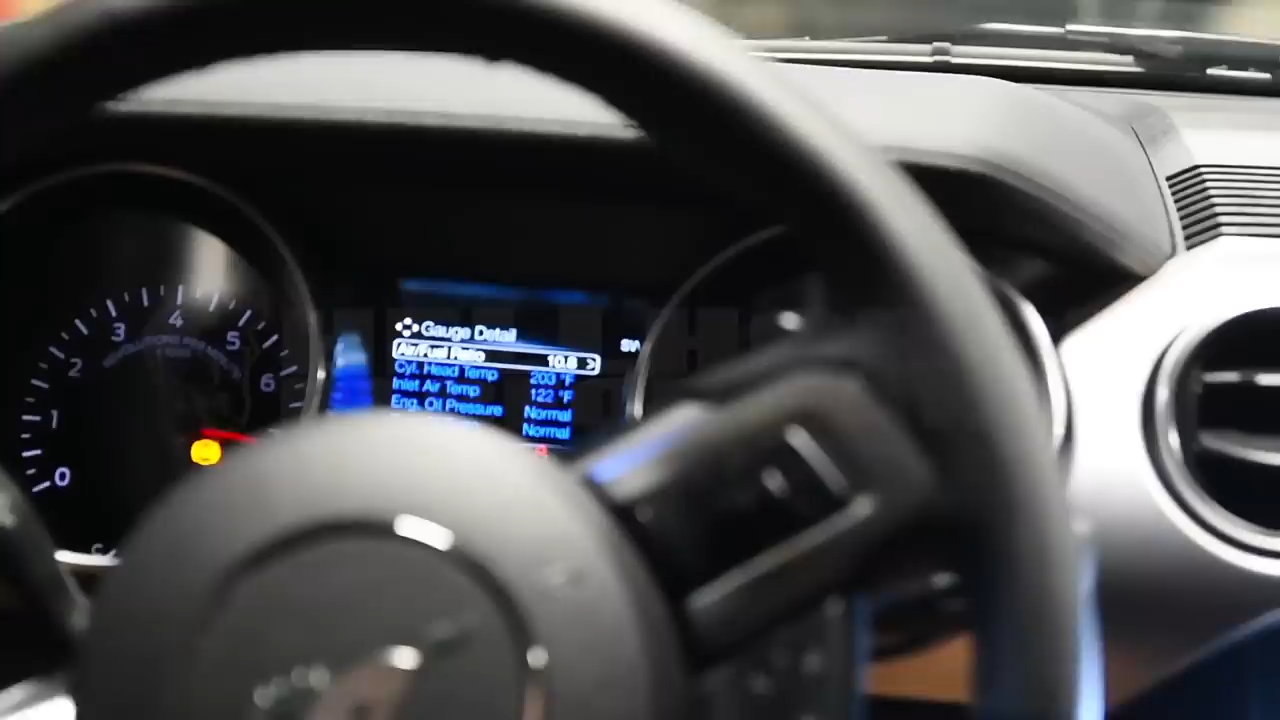 Gauge Detail
Air/Fuel Ratio 10.8 >
Cyl. Head Temp 203 °F
Inlet Air Temp 122 °F
Eng. Oil Pressure Normal
Normal
0
1
2
3
4
5
6